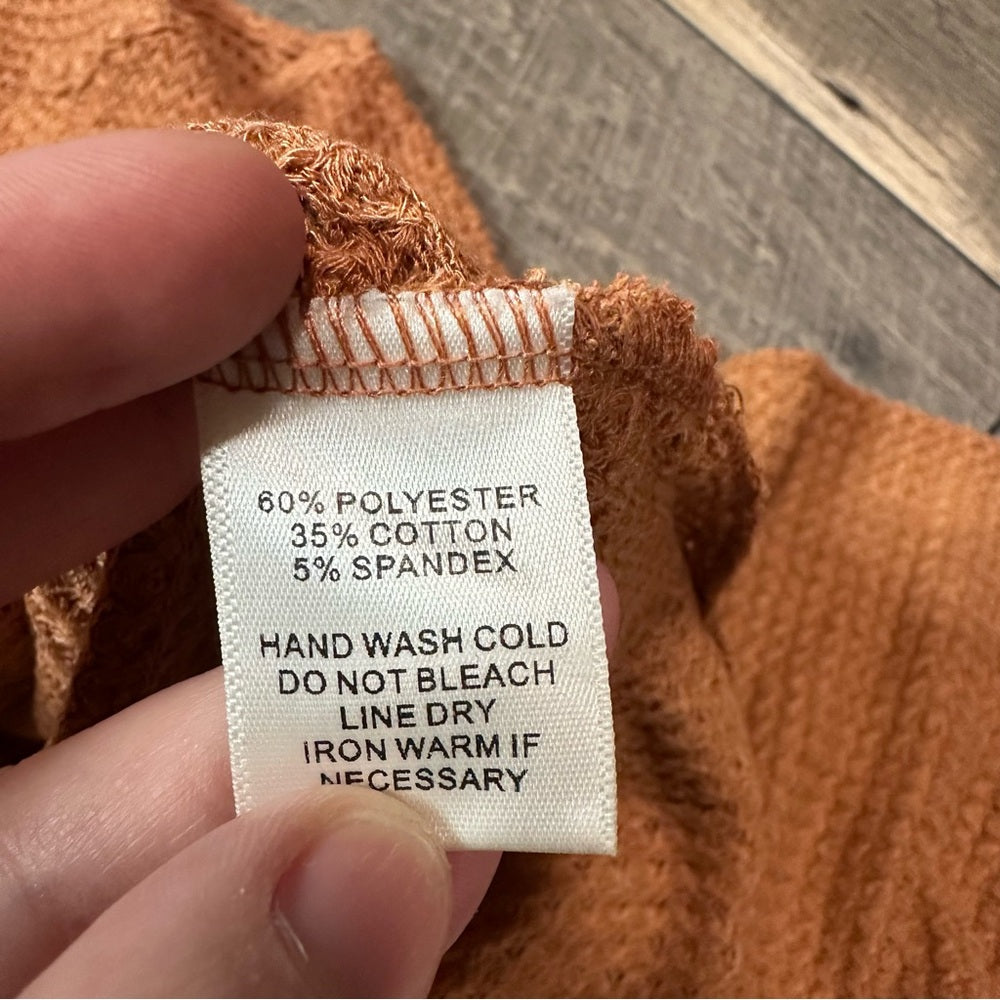 60% POLYESTER
35% COTTON
5% SPANDEX
HAND WASH COLD
DO NOT BLEACH
LINE DRY
IRON WARM IF
NECESSARY